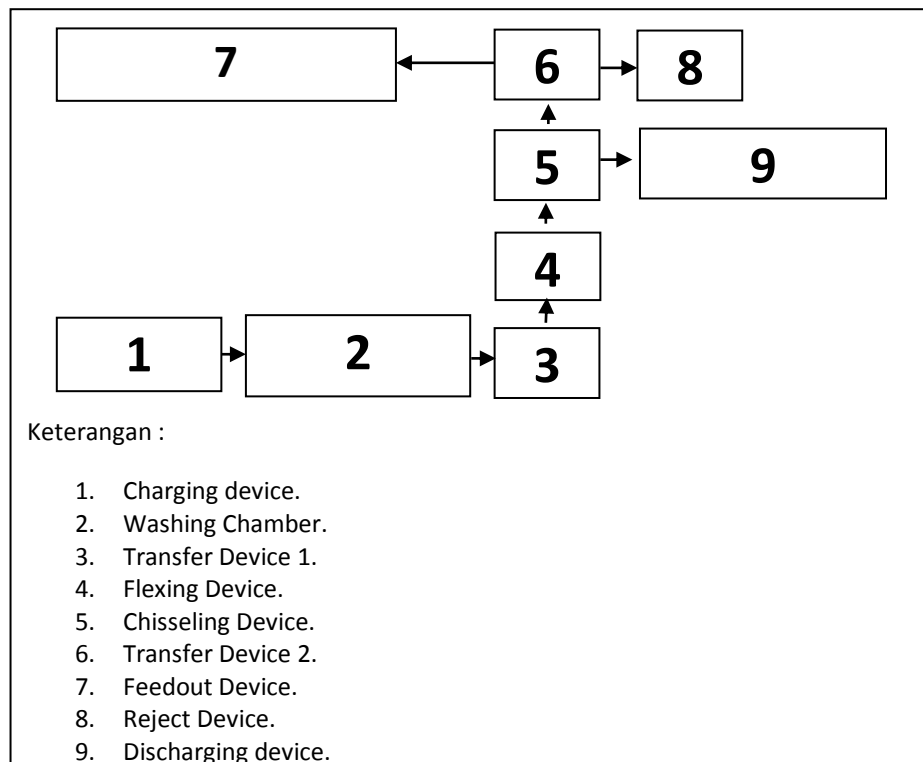 7
6
8
5
9
4
1
2
3
Keterangan :
1. Charging device.
2. Washing Chamber.
3. Transfer Device 1.
4. Flexing Device.
5. Chisseling Device.
6. Transfer Device 2.
7. Feedout Device.
8. Reject Device.
9. Discharging device.